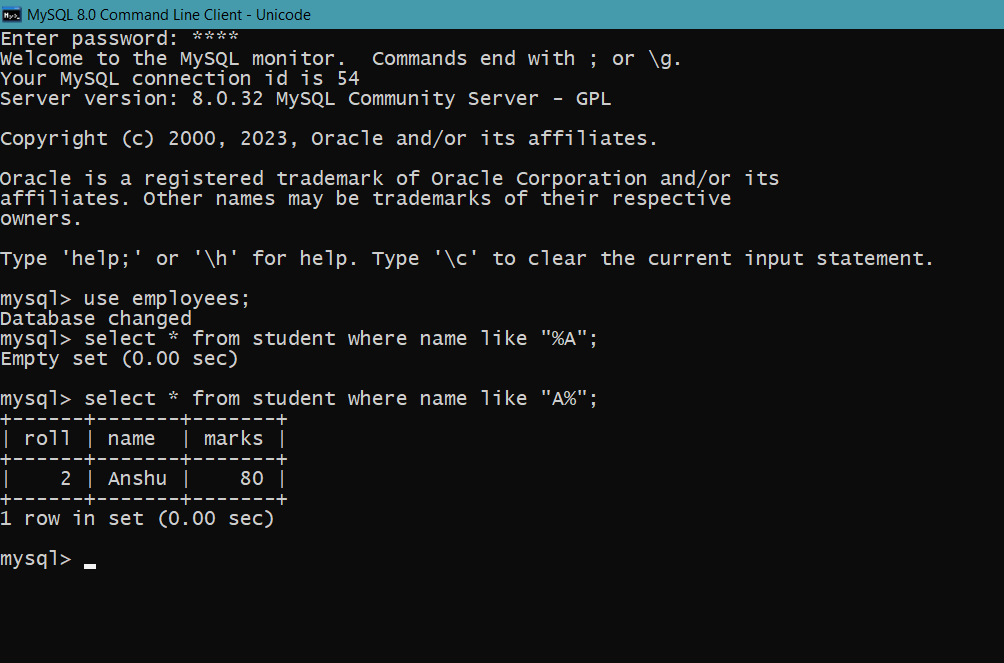 MySQL 8.0 Command Line Client - Unicode
Enter password: ****
Welcome to the MySQL monitor.  Commands end with ; or \g.
Your MySQL connection id is 54
Server version: 8.0.32 MySQL Community Server - GPL
Copyright (c) 2000, 2023, Oracle and/or its affiliates.
Oracle is a registered trademark of Oracle Corporation and/or its
affiliates. Other names may be trademarks of their respective
owners.
Type 'help;' or '\h' for help. Type '\c' to clear the current input statement.
mysql> use employees;
Database changed
mysql> select * from student where name like "%A";
Empty set (0.00 sec)
mysql> select * from student where name like "A%";
+------+-------+-------+
| roll | name  | marks |
+------+-------+-------+
|    2 | Anshu |    80 |
+------+-------+-------+
1 row in set (0.00 sec)
mysql> _